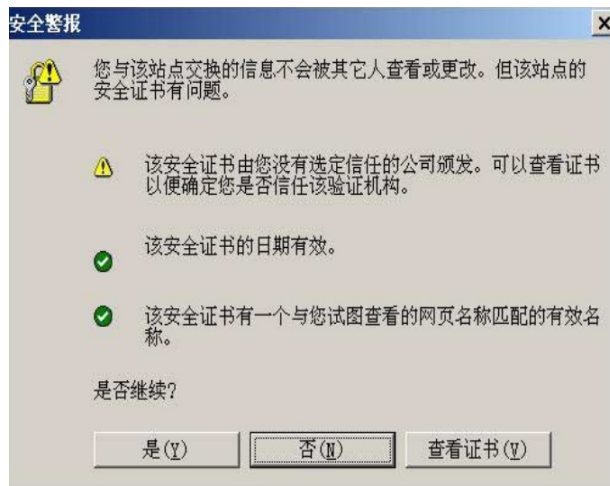 安全警报
您与该站点交换的信息不会被其它人查看或更改。但该站点的
安全证书有问题。
该安全证书由您没有选定信任的公司颁发。可以查看证书
以便确定您是否信任该验证机构。
该安全证书的日期有效。
该安全证书有一个与您试图查看的网页名称匹配的有效名
称。
是否继续?
是(Y) 否(N) 查看证书(V)